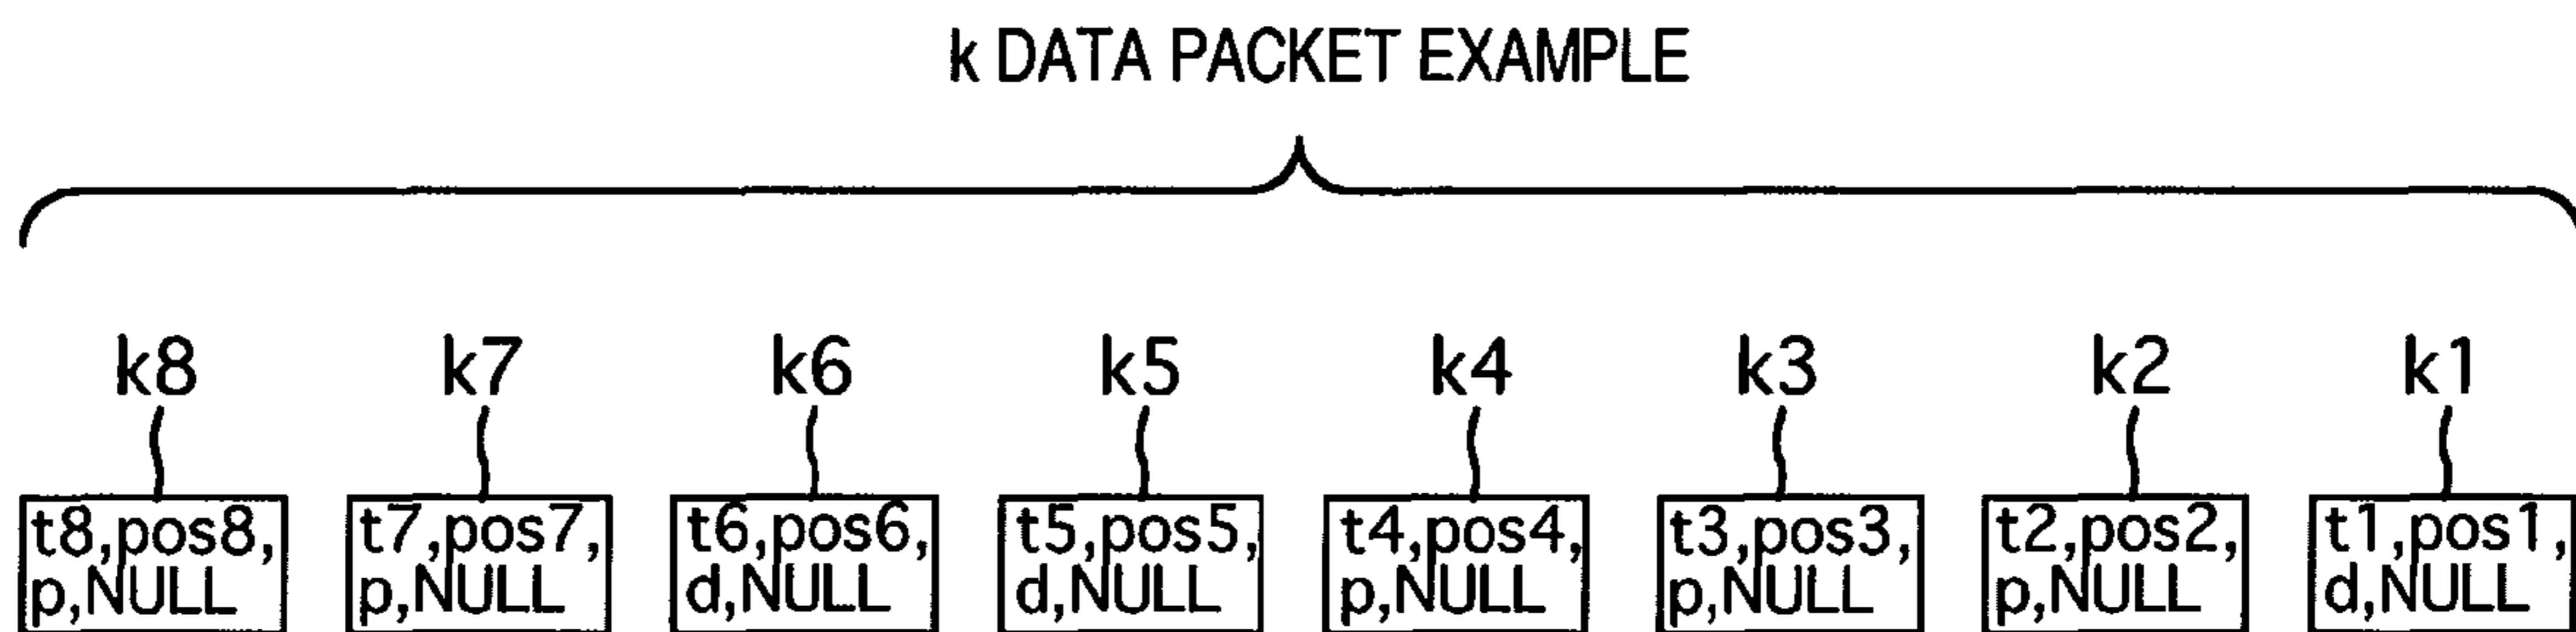 k DATA PACKET EXAMPLE
k8 k7 k6 k5 k4 k3 k2 k1
t8,pos8,
p,NULL
t7,pos7,
p,NULL
t6,pos6,
d,NULL
t5,pos5,
d,NULL
t4,pos4,
p,NULL
t3,pos3,
p,NULL
t2,pos2,
p,NULL
t1,pos1,
d,NULL